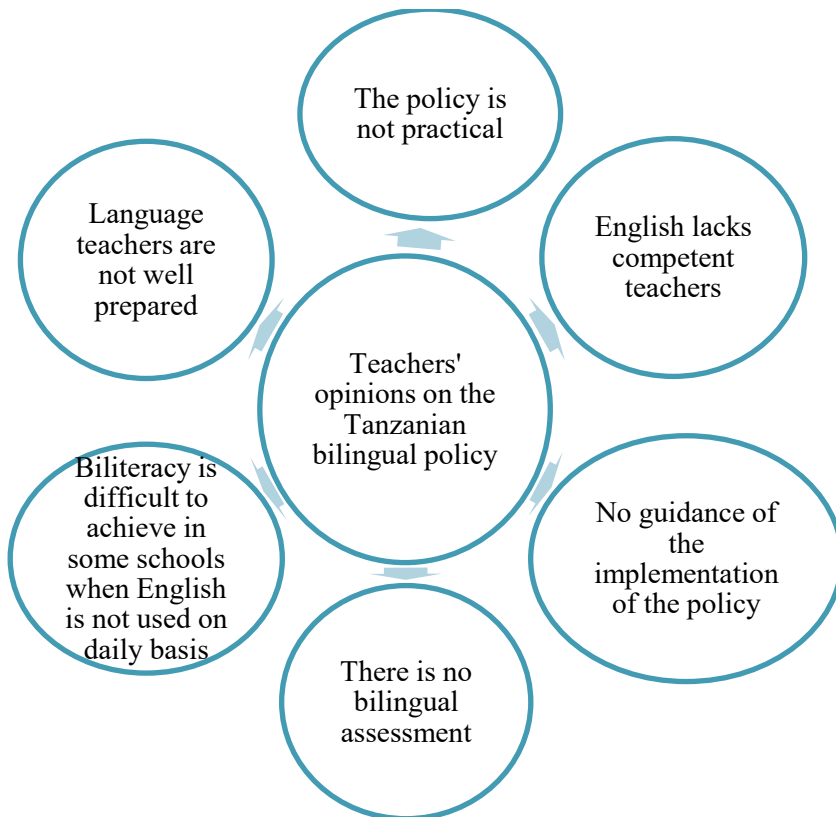 The policy is
not practical
English lacks
competent
teachers
No guidance of
the
implementation
of the policy
There is no
bilingual
assessment
Biliteracy is
difficult to
achieve in
some schools
when English
is not used on
daily basis
Language
teachers are
not well
prepared
Teachers'
opinions on the
Tanzanian
bilingual policy